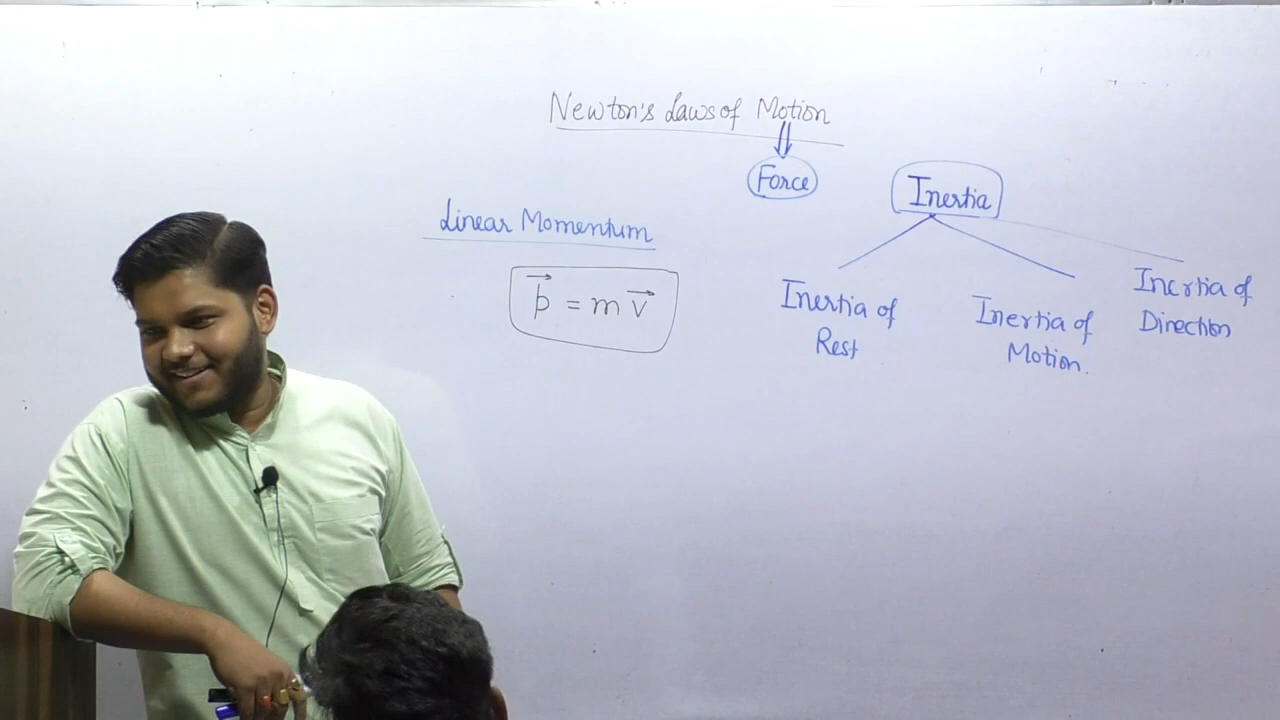 Newton's Laws of Motion
Force
Inertia
Linear Momentum
p⃗ = m v⃗
Inertia of
Rest
Inertia of
Motion.
Inertia of
Direction